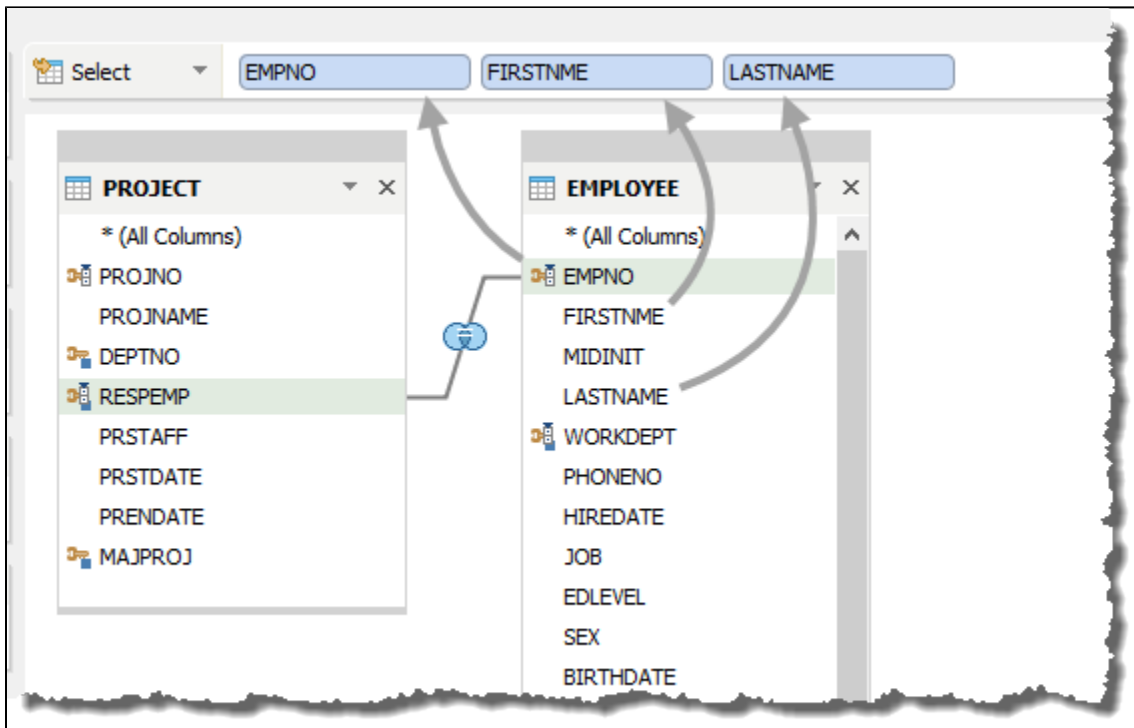 Select EMPNO FIRSTNME LASTNAME
PROJECT
* (All Columns)
PROJNO
PROJNAME
DEPTNO
RESPEMP
PRSTAFF
PRSTDATE
PRENDATE
MAJPROJ
EMPLOYEE
* (All Columns)
EMPNO
FIRSTNME
MIDINIT
LASTNAME
WORKDEPT
PHONENO
HIREDATE
JOB
EDLEVEL
SEX
BIRTHDATE